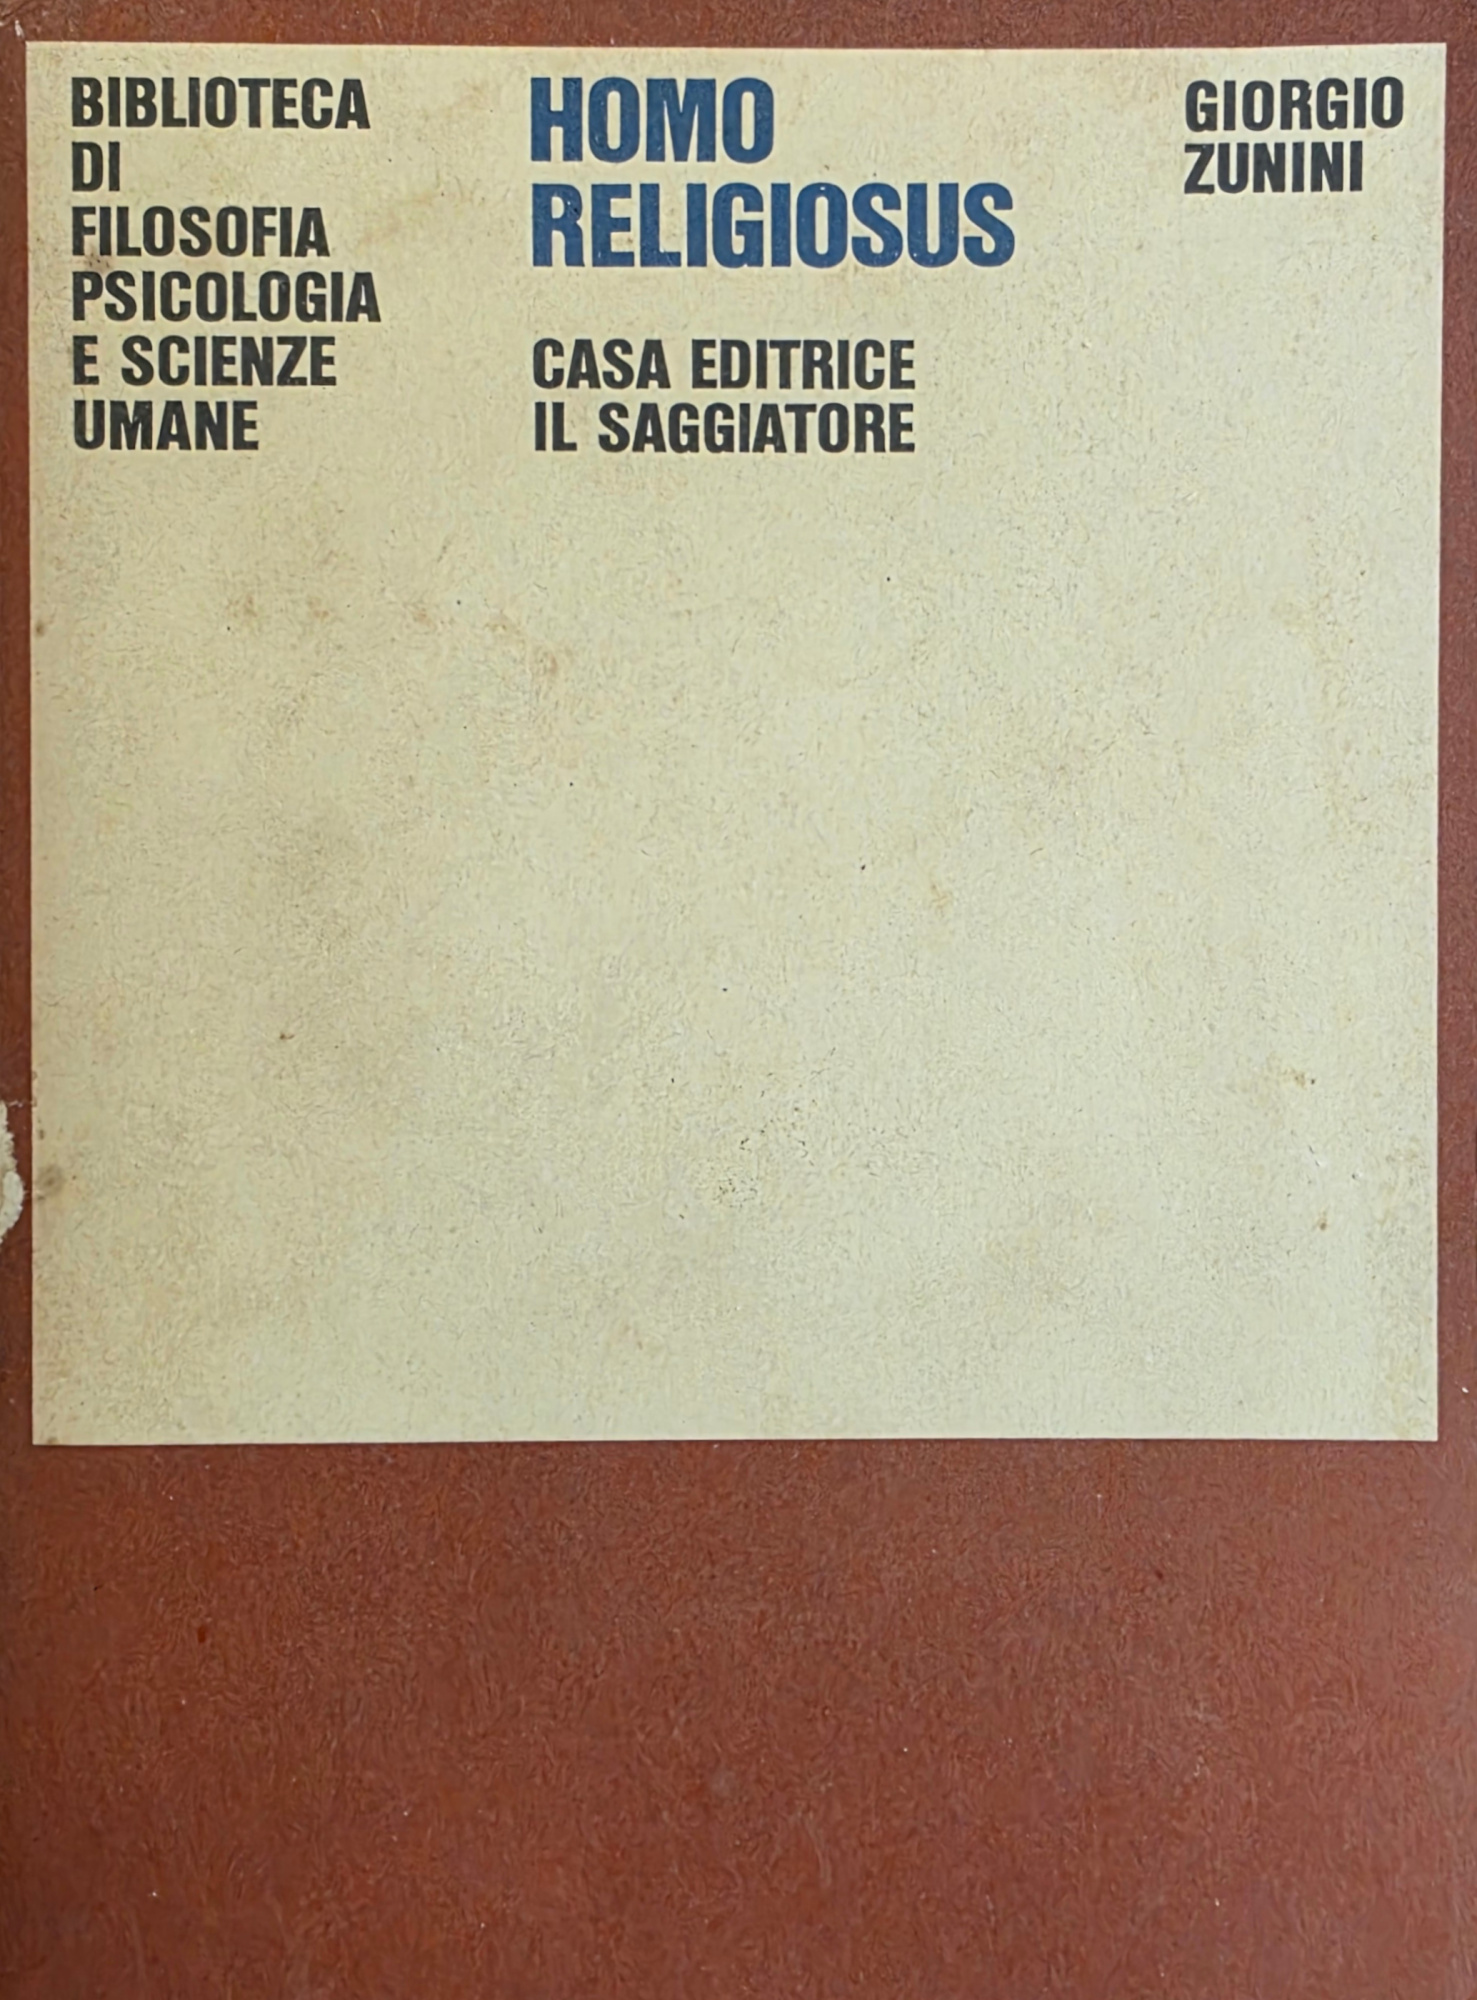 BIBLIOTECA
DI
FILOSOFIA
PSICOLOGIA
E SCIENZE
UMANE
HOMO
RELIGIOSUS
CASA EDITRICE
IL SAGGIATORE
GIORGIO
ZUNINI